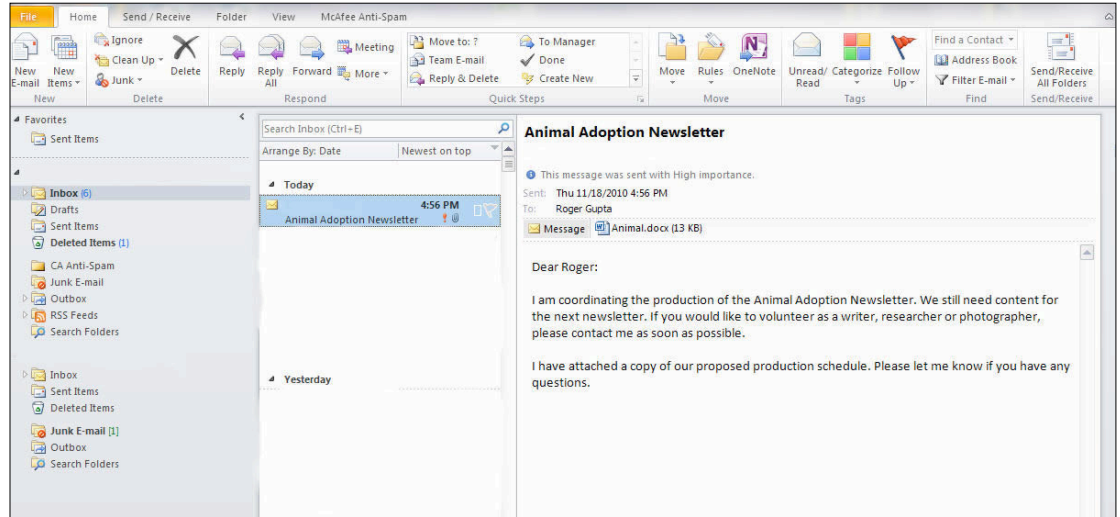 File Home Send / Receive Folder View McAfee Anti-Spam
New E-mail
New Items
Ignore
Clean Up
Junk
Delete
Reply
Reply All
Forward
Meeting
More
Move to: ?
Team E-mail
Reply & Delete
To Manager
Done
Create New
Move
Rules
OneNote
Unread/ Read
Categorize
Follow Up
Find a Contact
Address Book
Filter E-mail
Send/Receive All Folders
New Delete Respond Quick Steps Move Tags Find Send/Receive
Favorites
Sent Items
Inbox (6)
Drafts
Sent Items
Deleted Items (1)
CA Anti-Spam
Junk E-mail
Outbox
RSS Feeds
Search Folders
Inbox
Sent Items
Deleted Items
Junk E-mail [1]
Outbox
Search Folders
Search Inbox (Ctrl+E)
Arrange By: Date Newest on top
Today
4:56 PM
Animal Adoption Newsletter
Yesterday
Animal Adoption Newsletter
This message was sent with High importance.
Sent: Thu 11/18/2010 4:56 PM
To: Roger Gupta
Message Animal.docx (13 KB)
Dear Roger:
I am coordinating the production of the Animal Adoption Newsletter. We still need content for
the next newsletter. If you would like to volunteer as a writer, researcher or photographer,
please contact me as soon as possible.
I have attached a copy of our proposed production schedule. Please let me know if you have any
questions.